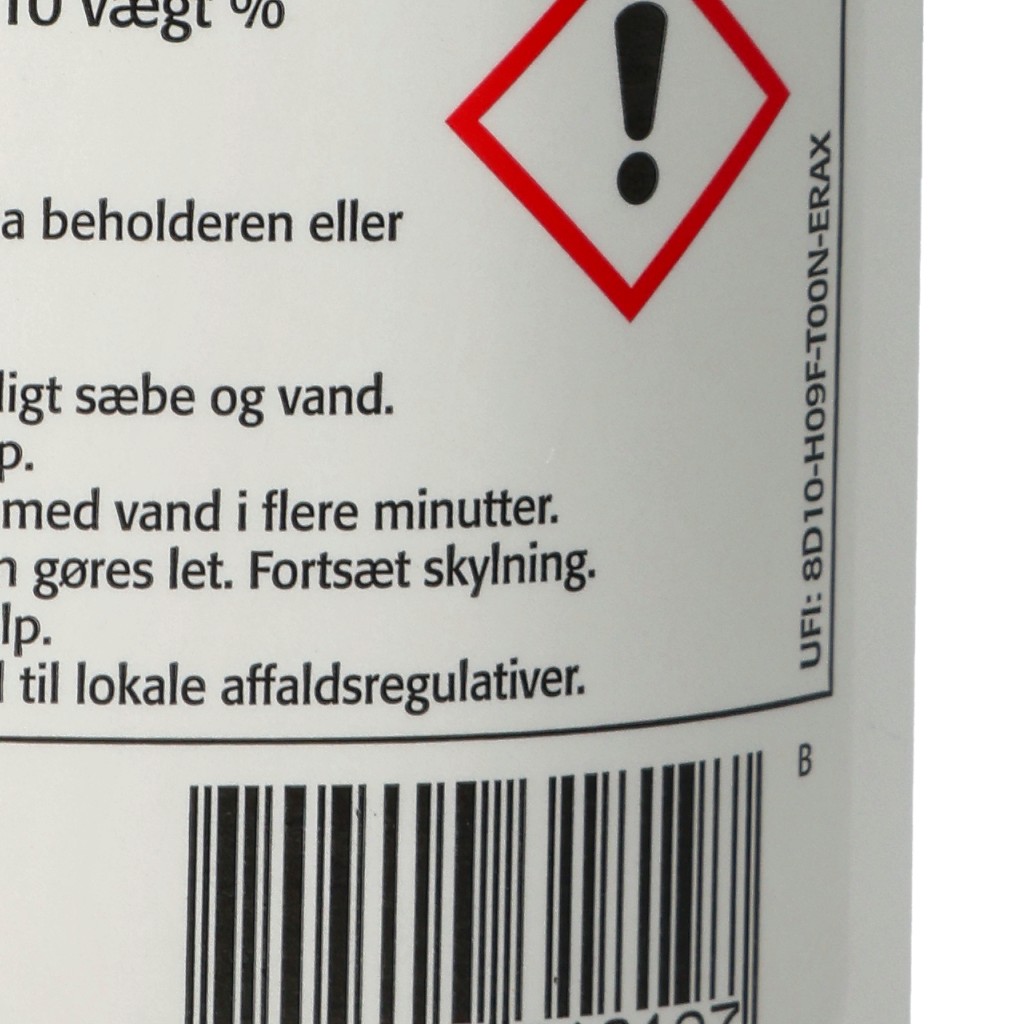 10 vægt %
a beholderen eller
ligt sæbe og vand.
p.
med vand i flere minutter.
n gøres let. Fortsæt skylning.
lp.
til lokale affaldsregulativer.
UFI: 8D10-H09F-T00N-ERAX
B